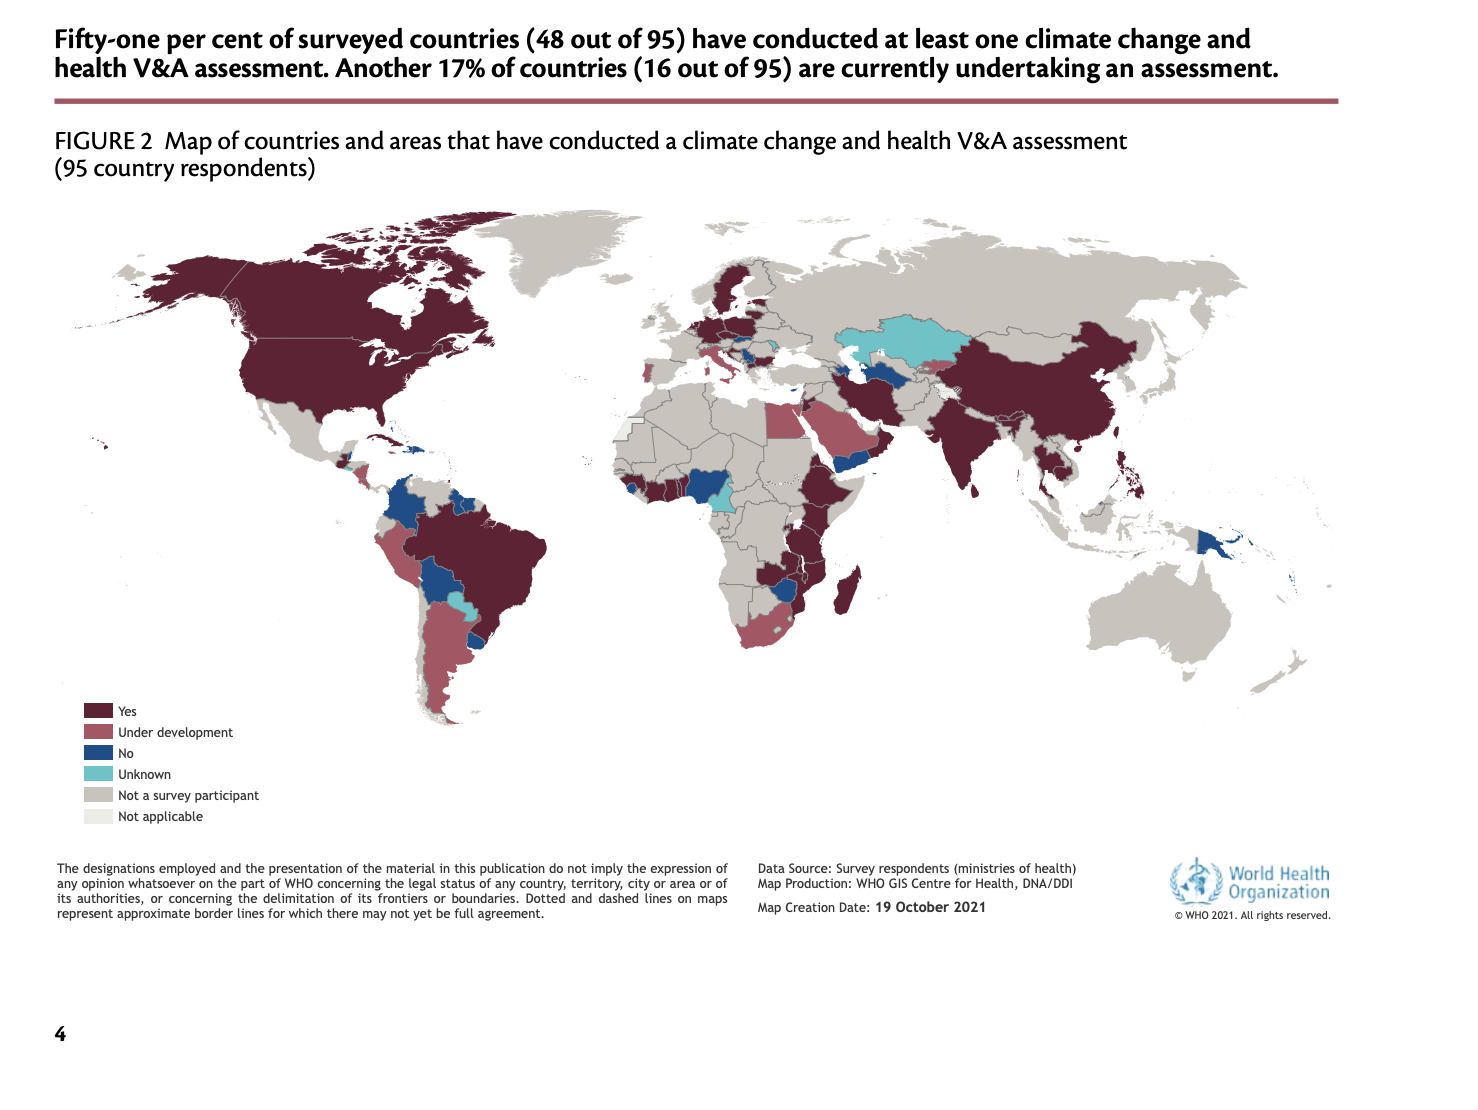 Fifty-one per cent of surveyed countries (48 out of 95) have conducted at least one climate change and
health V&A assessment. Another 17% of countries (16 out of 95) are currently undertaking an assessment.
FIGURE 2 Map of countries and areas that have conducted a climate change and health V&A assessment
(95 country respondents)
Yes
Under development
No
Unknown
Not a survey participant
Not applicable
The designations employed and the presentation of the material in this publication do not imply the expression of
any opinion whatsoever on the part of WHO concerning the legal status of any country, territory, city or area or of
its authorities, or concerning the delimitation of its frontiers or boundaries. Dotted and dashed lines on maps
represent approximate border lines for which there may not yet be full agreement.
Data Source: Survey respondents (ministries of health)
Map Production: WHO GIS Centre for Health, DNA/DDI
Map Creation Date: 19 October 2021
World Health
Organization
© WHO 2021. All rights reserved.
4